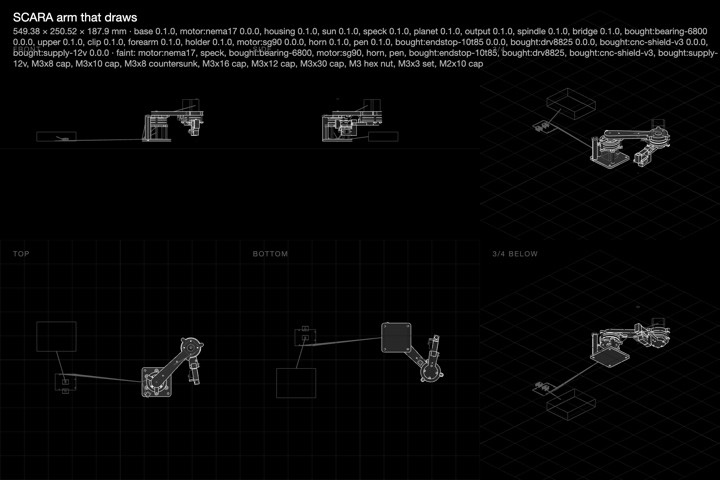 SCARA arm that draws
549.38 × 250.52 × 187.9 mm · base 0.1.0, motor:nema17 0.0.0, housing 0.1.0, sun 0.1.0, speck 0.1.0, planet 0.1.0, output 0.1.0, spindle 0.1.0, bridge 0.1.0, bought:bearing-6800
0.0.0, upper 0.1.0, clip 0.1.0, forearm 0.1.0, holder 0.1.0, motor:sg90 0.0.0, horn 0.1.0, pen 0.1.0, bought:endstop-10t85 0.0.0, bought:drv8825 0.0.0, bought:cnc-shield-v3 0.0.0,
bought:supply-12v 0.0.0 · faint: motor:nema17, speck, bought:bearing-6800, motor:sg90, horn, pen, bought:endstop-10t85, bought:drv8825, bought:cnc-shield-v3, bought:supply-
12v, M3x8 cap, M3x10 cap, M3x8 countersunk, M3x16 cap, M3x12 cap, M3x30 cap, M3 hex nut, M3x3 set, M2x10 cap
TOP
BOTTOM
3/4 BELOW